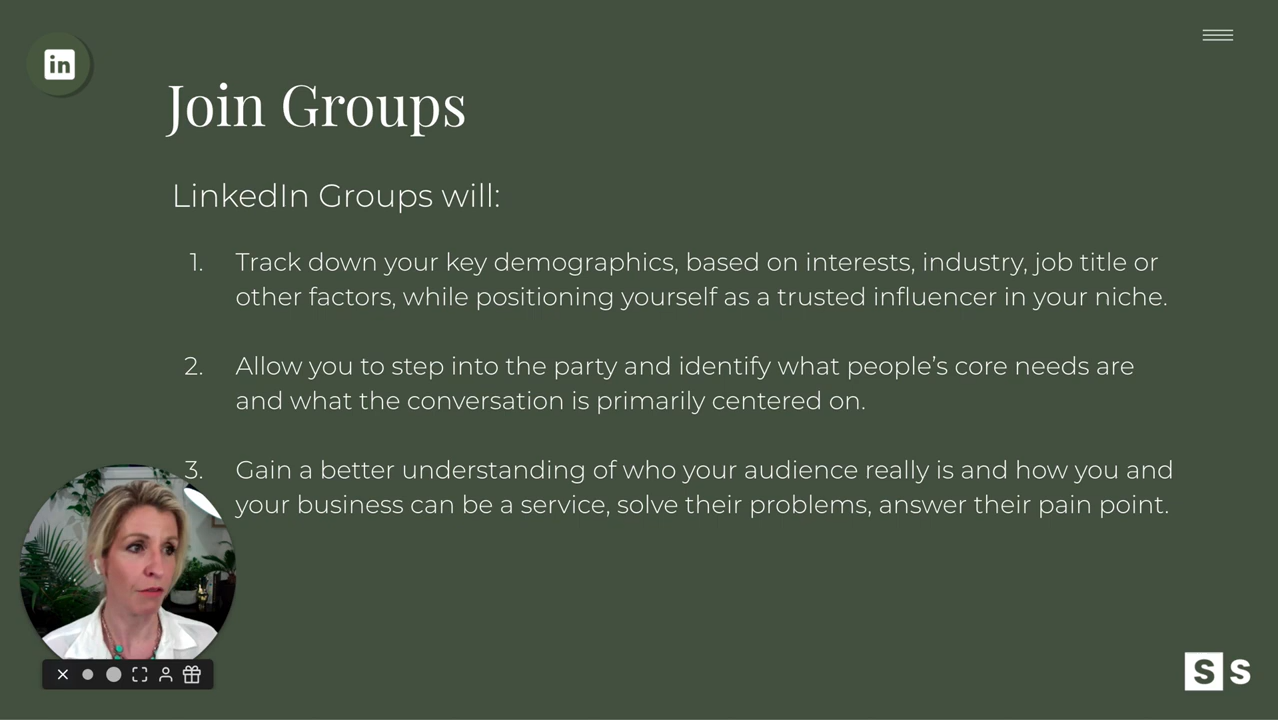 in
Join Groups
LinkedIn Groups will:
1. Track down your key demographics, based on interests, industry, job title or
other factors, while positioning yourself as a trusted influencer in your niche.
2. Allow you to step into the party and identify what people’s core needs are
and what the conversation is primarily centered on.
3. Gain a better understanding of who your audience really is and how you and
your business can be a service, solve their problems, answer their pain point.
S S